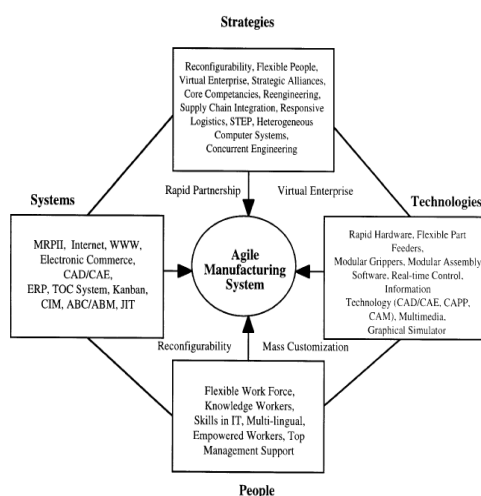 Strategies
Reconfigurability, Flexible People,
Virtual Enterprise, Strategic Alliances,
Core Competancies, Reengineering,
Supply Chain Integration, Responsive
Logistics, STEP, Heterogeneous
Computer Systems,
Concurrent Engineering
Rapid Partnership
Virtual Enterprise
Systems
MRPII, Internet, WWW,
Electronic Commerce,
CAD/CAE,
ERP, TOC System, Kanban,
CIM, ABC/ABM, JIT
Agile
Manufacturing
System
Technologies
Rapid Hardware, Flexible Part
Feeders,
Modular Grippers, Modular Assembly
Software, Real-time Control,
Information
Technology (CAD/CAE, CAPP,
CAM), Multimedia,
Graphical Simulator
Reconfigurability
Mass Customization
Flexible Work Force,
Knowledge Workers,
Skills in IT, Multi-lingual,
Empowered Workers, Top
Management Support
People